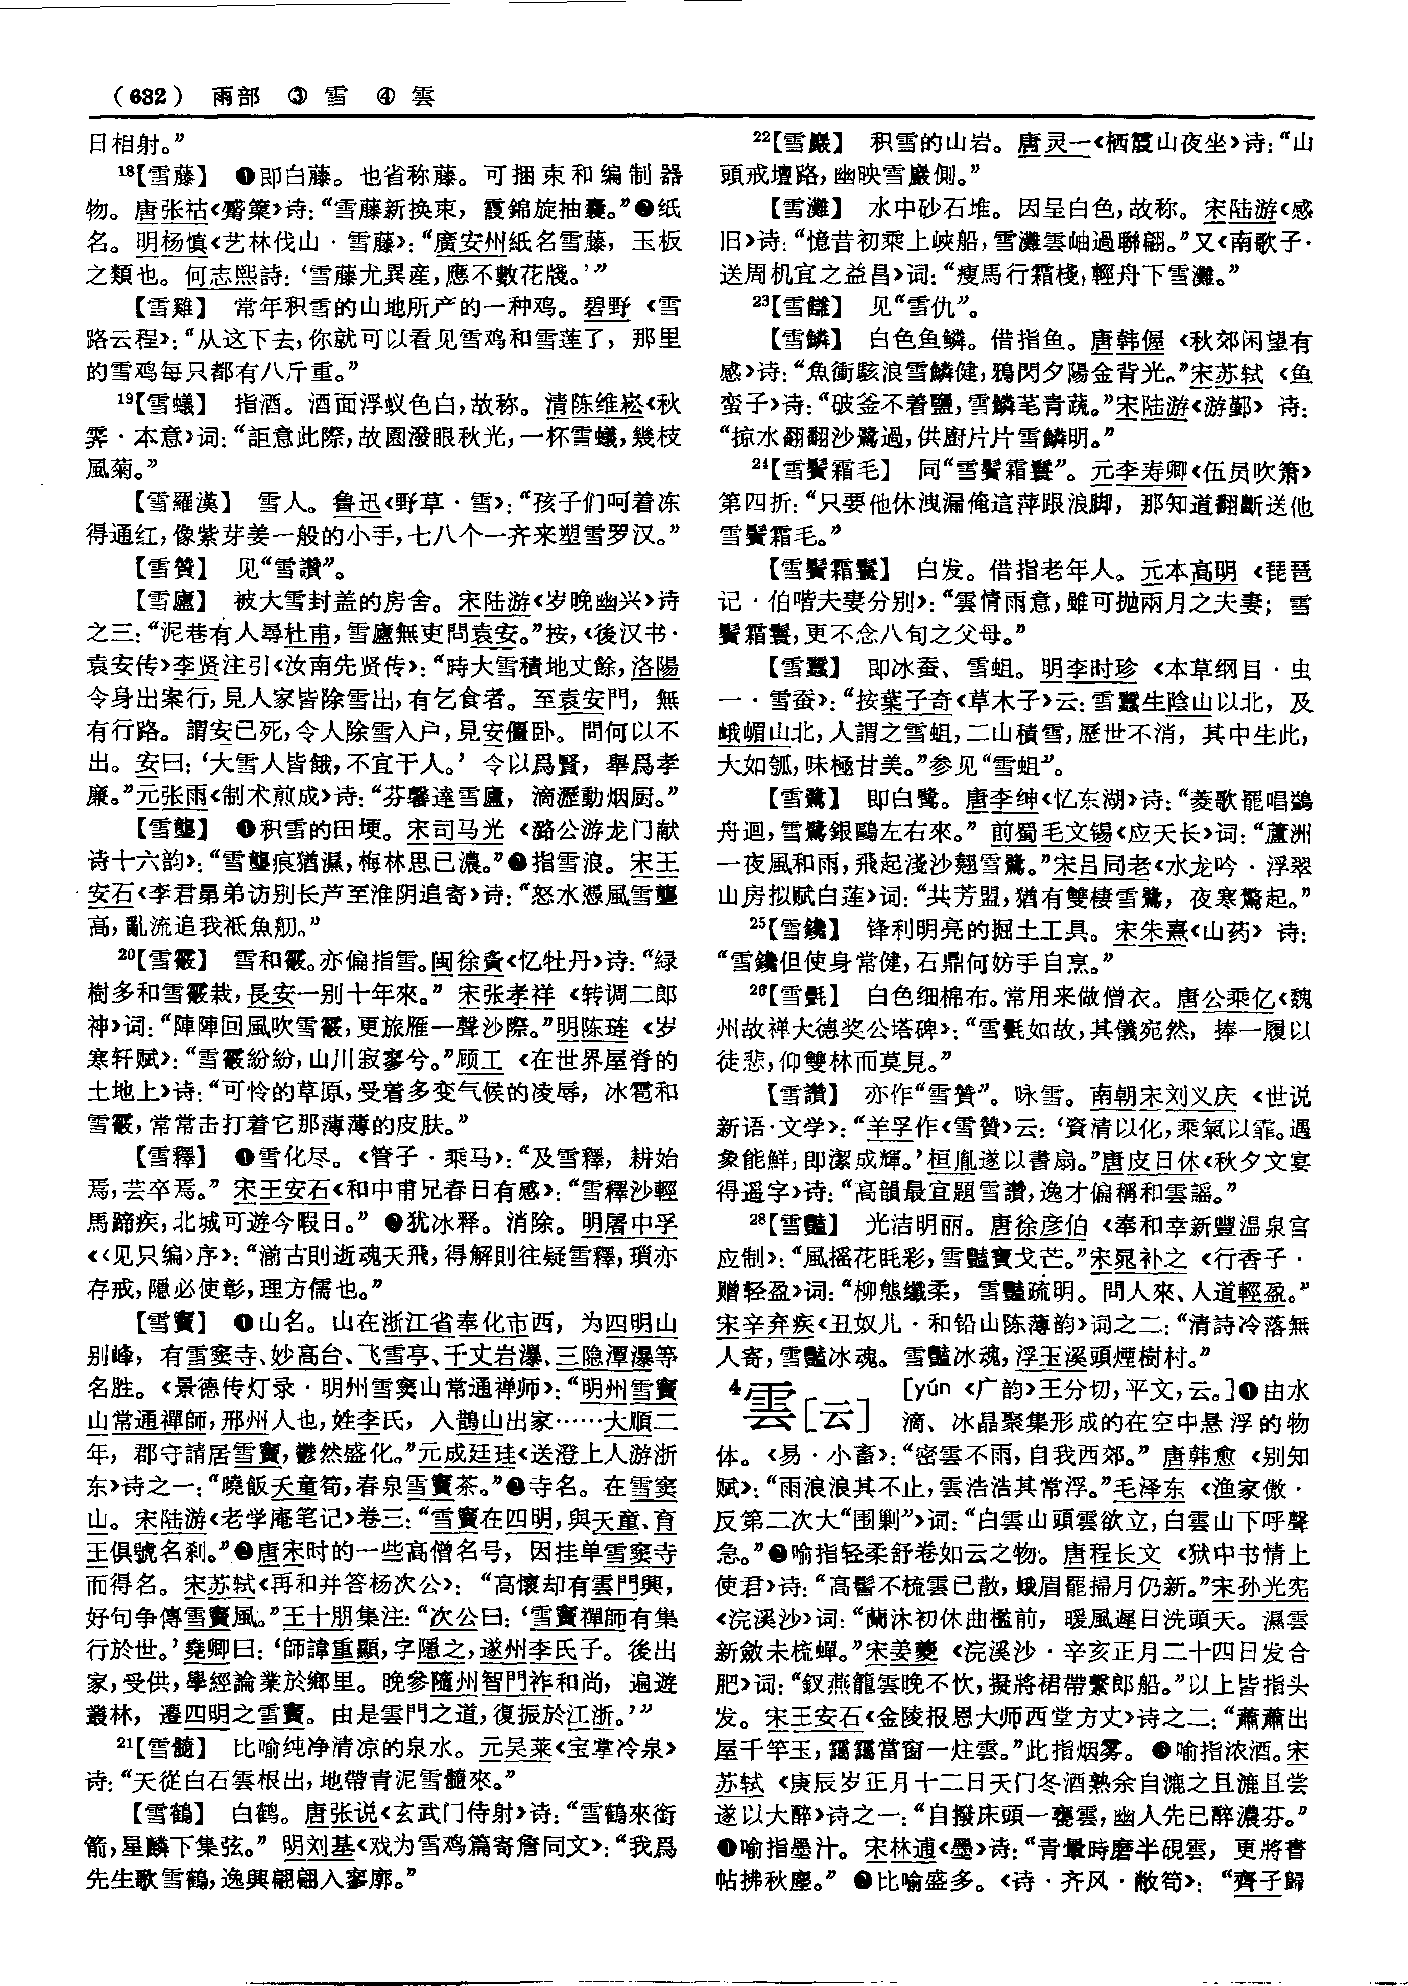 （632） 雨部 ③ 雪 ④ 雲
日相射。”
18【雪藤】 ❶即白藤。也省称藤。可捆束和编制器
物。唐张祜《觱篥》诗：“雪藤新换束，霞錦旋抽囊。”❷纸
名。明杨慎《艺林伐山·雪藤》：“廣安州紙名雪藤，玉板
之類也。何志熙詩：‘雪藤尤異産，應不數花牋。’”
【雪雞】 常年积雪的山地所产的一种鸡。碧野《雪
路云程》：“从这下去，你就可以看见雪鸡和雪莲了，那里
的雪鸡每只都有八斤重。”
19【雪蟻】 指酒。酒面浮蚁色白，故称。清陈维崧《秋
霁·本意》词：“詎意此際，故園潑眼秋光，一杯雪蟻，幾枝
風菊。”
【雪羅漢】 雪人。鲁迅《野草·雪》：“孩子们呵着冻
得通红，像紫芽姜一般的小手，七八个一齐来塑雪罗汉。”
【雪贊】 见“雪讚”。
【雪廬】 被大雪封盖的房舍。宋陆游《岁晚幽兴》诗
之三：“泥巷有人尋杜甫，雪廬無吏問袁安。”按，《後汉书·
袁安传》李贤注引《汝南先贤传》：“時大雪積地丈餘，洛陽
令身出案行，見人家皆除雪出，有乞食者。至袁安門，無
有行路。謂安已死，令人除雪入户，見安僵卧。問何以不
出。安曰：‘大雪人皆餓，不宜干人。’令以爲賢，舉爲孝
廉。”元张雨《制术煎成》诗：“芬馨達雪廬，滴瀝動烟厨。”
【雪壟】 ❶积雪的田埂。宋司马光《潞公游龙门献
诗十六韵》：“雪壟痕猶濕，梅林思已濃。”❷指雪浪。宋王
安石《李君昴弟访别长芦至淮阴追寄》诗：“怒水憑風雪壟
高，亂流追我祇魚舠。”
20【雪霰】 雪和霰。亦偏指雪。闽徐夤《忆牡丹》诗：“緑
樹多和雪霰栽，長安一别十年來。”宋张孝祥《转调二郎
神》词：“陣陣回風吹雪霰，更旅雁一聲沙際。”明陈琏《岁
寒轩赋》：“雪霰紛紛，山川寂寥兮。”顾工《在世界屋脊的
土地上》诗：“可怜的草原，受着多变气候的凌辱，冰雹和
雪霰，常常击打着它那薄薄的皮肤。”
【雪釋】 ❶雪化尽。《管子·乘马》：“及雪釋，耕始
焉，芸卒焉。”宋王安石《和中甫兄春日有感》：“雪釋沙輕
馬蹄疾，北城可遊今暇日。”❷犹冰释。消除。明屠中孚
《〈见只编〉序》：“湔古則逝魂天飛，得解則往疑雪釋，瑣亦
存戒，隱必使彰，理方儒也。”
【雪竇】 ❶山名。山在浙江省奉化市西，为四明山
别峰，有雪窦寺、妙高台、飞雪亭、千丈岩瀑、三隐潭瀑等
名胜。《景德传灯录·明州雪窦山常通禅师》：“明州雪竇
山常通禪師，邢州人也，姓李氏，入鵲山出家……大順二
年，郡守請居雪竇，鬱然盛化。”元成廷珪《送澄上人游浙
东》诗之一：“曉飯天童筍，春泉雪竇茶。”❷寺名。在雪窦
山。宋陆游《老学庵笔记》卷三：“雪竇在四明，與天童、育
王俱號名刹。”❸唐宋时的一些高僧名号，因挂单雪窦寺
而得名。宋苏轼《再和并答杨次公》：“高懷却有雲門興，
好句争傳雪竇風。”王十朋集注：“次公曰：‘雪竇禪師有集
行於世。’堯卿曰：‘師諱重顯，字隱之，遂州李氏子。後出
家，受供，學經論業於鄉里。晚參隨州智門祚和尚，遍遊
叢林，遷四明之雪竇。由是雲門之道，復振於江浙。’”
21【雪髓】 比喻纯净清凉的泉水。元吴莱《宝掌冷泉》
诗：“天從白石雲根出，地帶青泥雪髓來。”
【雪鶴】 白鹤。唐张说《玄武门侍射》诗：“雪鶴來銜
箭，星麟下集弦。”明刘基《戏为雪鸡篇寄詹同文》：“我爲
先生歌雪鶴，逸興翩翩入寥廓。”
22【雪巖】 积雪的山岩。唐灵一《栖霞山夜坐》诗：“山
頭戒壇路，幽映雪巖側。”
【雪灘】 水中砂石堆。因呈白色，故称。宋陆游《感
旧》诗：“憶昔初乘上峽船，雪灘雲岫過聯翩。”又《南歌子·
送周机宜之益昌》词：“瘦馬行霜棧，輕舟下雪灘。”
23【雪讎】 见“雪仇”。
【雪鱗】 白色鱼鳞。借指鱼。唐韩偓《秋郊闲望有
感》诗：“魚衝駭浪雪鱗健，鴉閃夕陽金背光。”宋苏轼《鱼
蛮子》诗：“破釜不着鹽，雪鱗芼青蔬。”宋陆游《游鄞》诗：
“掠水翩翩沙鷺過，供厨片片雪鱗明。”
24【雪鬢霜毛】 同“雪鬢霜鬟”。元李寿卿《伍员吹箫》
第四折：“只要他休洩漏俺這萍跟浪脚，那知道翻斷送他
雪鬢霜毛。”
【雪鬢霜鬟】 白发。借指老年人。元本高明《琵琶
记·伯喈夫妻分别》：“雲情雨意，雖可抛兩月之夫妻；雪
鬢霜鬟，更不念八旬之父母。”
【雪蠶】 即冰蚕、雪蛆。明李时珍《本草纲目·虫
一·雪蚕》：“按葉子奇《草木子》云：雪蠶生陰山以北，及
峨嵋山北，人謂之雪蛆，二山積雪，歷世不消，其中生此，
大如瓠，味極甘美。”参见“雪蛆”。
【雪鷺】 即白鹭。唐李绅《忆东湖》诗：“菱歌罷唱鷁
舟迴，雪鷺銀鷗左右來。”前蜀毛文锡《应天长》词：“蘆洲
一夜風和雨，飛起淺沙翹雪鷺。”宋吕同老《水龙吟·浮翠
山房拟赋白莲》词：“共芳盟，猶有雙棲雪鷺，夜寒驚起。”
25【雪鑱】 锋利明亮的掘土工具。宋朱熹《山药》诗：
“雪鑱但使身常健，石鼎何妨手自烹。”
26【雪氎】 白色细棉布。常用来做僧衣。唐公乘亿《魏
州故祥大德奖公塔碑》：“雪氎如故，其儀宛然，捧一履以
徒悲，仰雙林而莫見。”
【雪讚】 亦作“雪贊”。咏雪。南朝宋刘义庆《世说
新语·文学》：“羊孚作《雪贊》云：‘資清以化，乘氣以霏。遇
象能鮮，即潔成輝。’桓胤遂以書扇。”唐皮日休《秋夕文宴
得遥字》诗：“高韻最宜題雪讚，逸才偏稱和雲謡。”
28【雪豔】 光洁明丽。唐徐彦伯《奉和幸新豐温泉宫
应制》：“風摇花眊彩，雪豔寶戈芒。”宋晁补之《行香子·
赠轻盈》词：“柳態纖柔，雪豔疏明。問人來、人道輕盈。”
宋辛弃疾《丑奴儿·和铅山陈薄韵》词之二：“清詩冷落無
人寄，雪豔冰魂。雪豔冰魂，浮玉溪頭煙樹村。”
4雲［云］ ［yún《广韵》王分切，平文，云。］❶由水
滴、冰晶聚集形成的在空中悬浮的物
体。《易·小畜》：“密雲不雨，自我西郊。”唐韩愈《别知
赋》：“雨浪浪其不止，雲浩浩其常浮。”毛泽东《渔家傲·
反第二次大“围剿”》词：“白雲山頭雲欲立，白雲山下呼聲
急。”❷喻指轻柔舒卷如云之物。唐程长文《狱中书情上
使君》诗：“高髻不梳雲已散，蛾眉罷掃月仍新。”宋孙光宪
《浣溪沙》词：“蘭沐初休曲檻前，暖風遲日洗頭天。濕雲
新斂未梳蟬。”宋姜夔《浣溪沙·辛亥正月二十四日发合
肥》词：“釵燕籠雲晚不忺，擬將裙帶繫郎船。”以上皆指头
发。宋王安石《金陵报恩大师西堂方丈》诗之二：“蕭蕭出
屋千竿玉，靄靄當窗一炷雲。”此指烟雾。❸喻指浓酒。宋
苏轼《庚辰岁正月十二日天门冬酒熟余自漉之且漉且尝
遂以大醉》诗之一：“自撥床頭一甕雲，幽人先已醉濃芬。”
❹喻指墨汁。宋林逋《墨》诗：“青暈時磨半硯雲，更將書
帖拂秋塵。”❺比喻盛多。《诗·齐风·敝笱》：“齊子歸